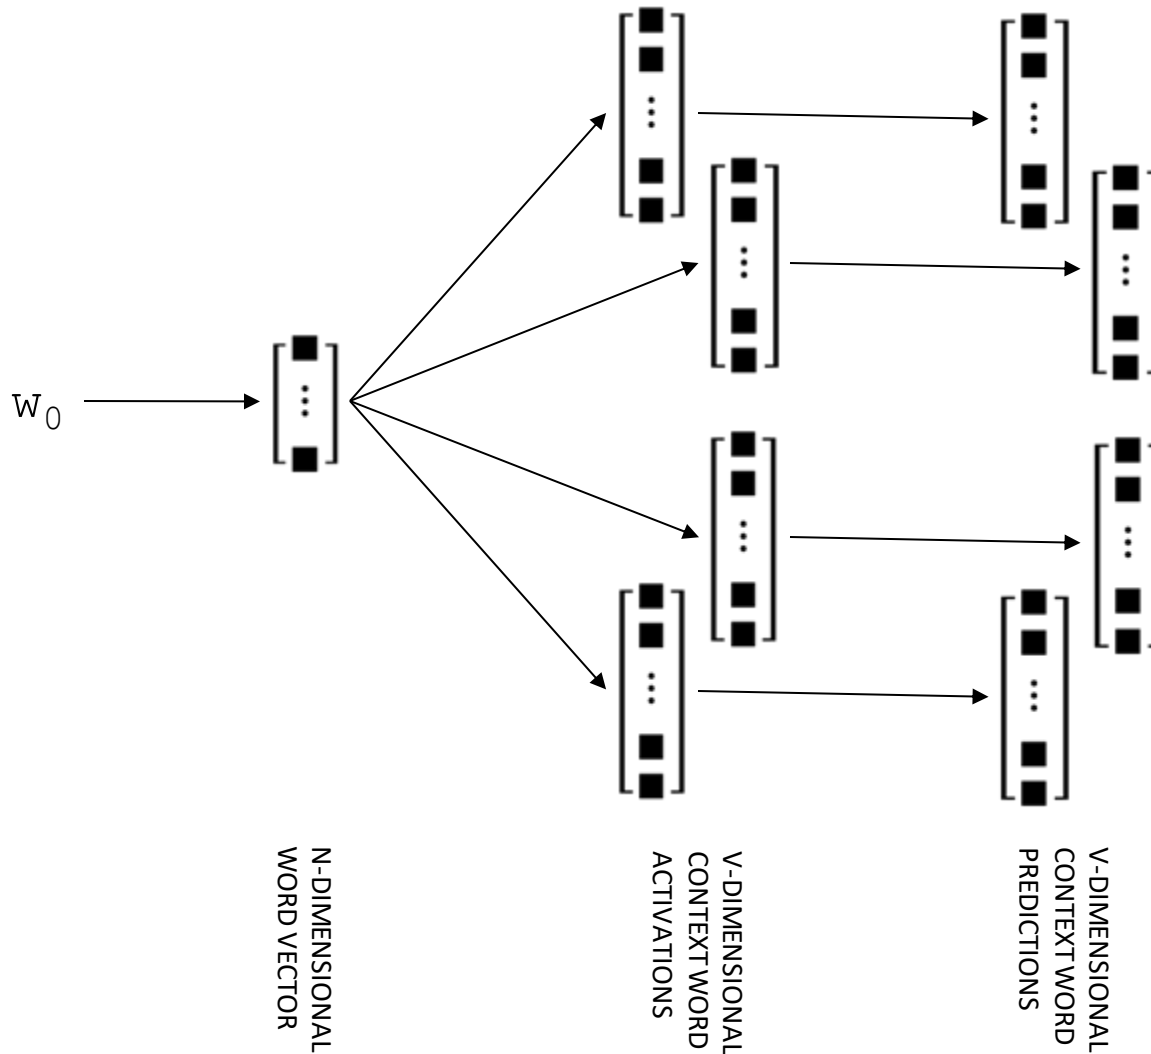 W₀
N-DIMENSIONAL
WORD VECTOR
V-DIMENSIONAL
CONTEXT WORD
ACTIVATIONS
V-DIMENSIONAL
CONTEXT WORD
PREDICTIONS